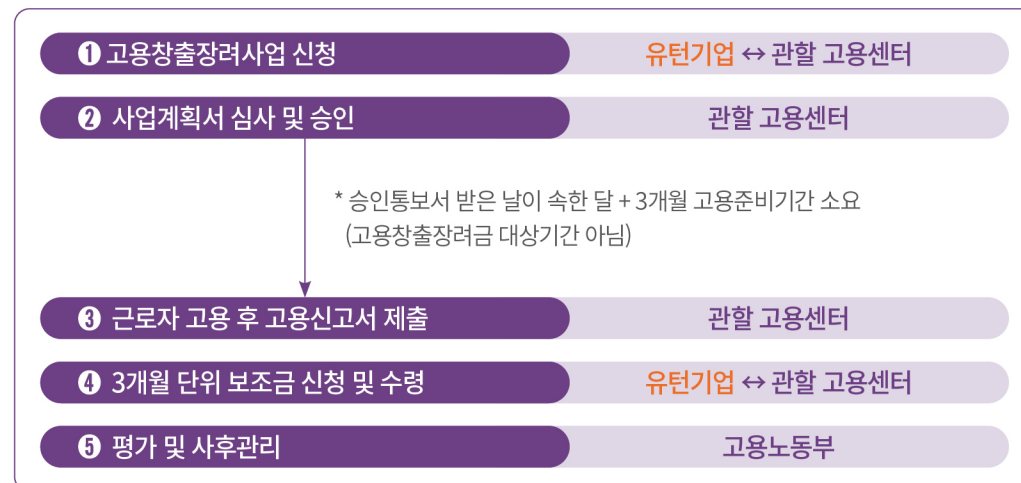 ❶ 고용창출장려사업 신청 유턴기업 ↔ 관할 고용센터
❷ 사업계획서 심사 및 승인 관할 고용센터
* 승인통보서 받은 날이 속한 달 + 3개월 고용준비기간 소요
(고용창출장려금 대상기간 아님)
❸ 근로자 고용 후 고용신고서 제출 관할 고용센터
❹ 3개월 단위 보조금 신청 및 수령 유턴기업 ↔ 관할 고용센터
❺ 평가 및 사후관리 고용노동부